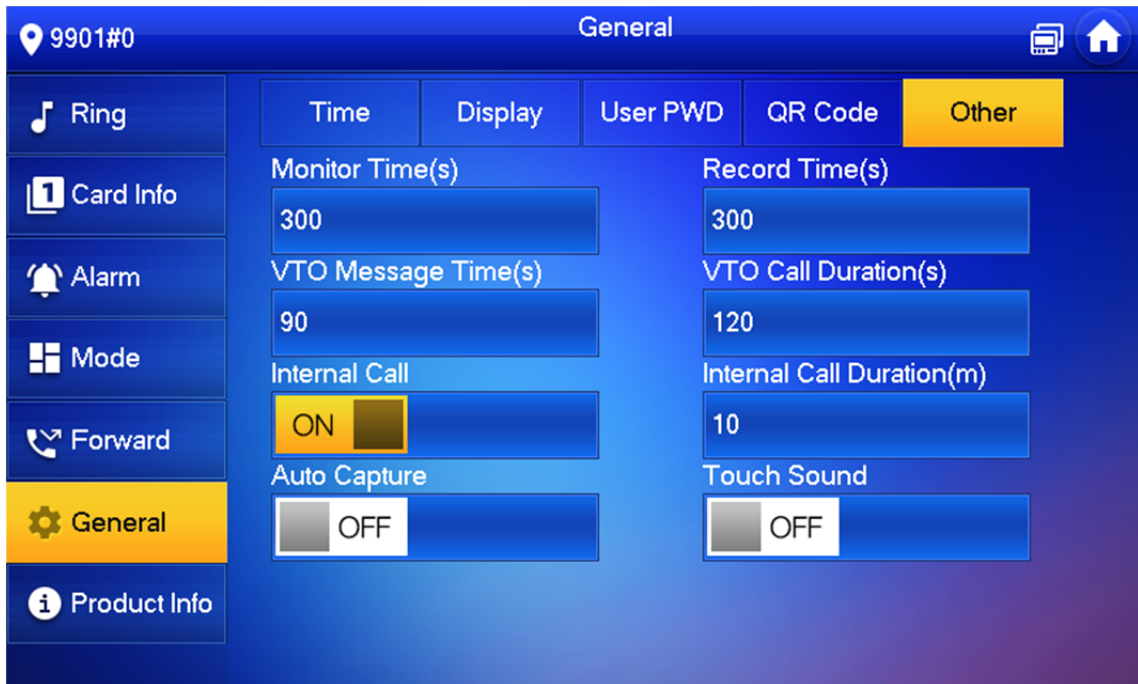 9901#0
General
Ring
Card Info
Alarm
Mode
Forward
General
Product Info
Time Display User PWD QR Code Other
Monitor Time(s) Record Time(s)
300 300
VTO Message Time(s) VTO Call Duration(s)
90 120
Internal Call Internal Call Duration(m)
ON 10
Auto Capture Touch Sound
OFF OFF